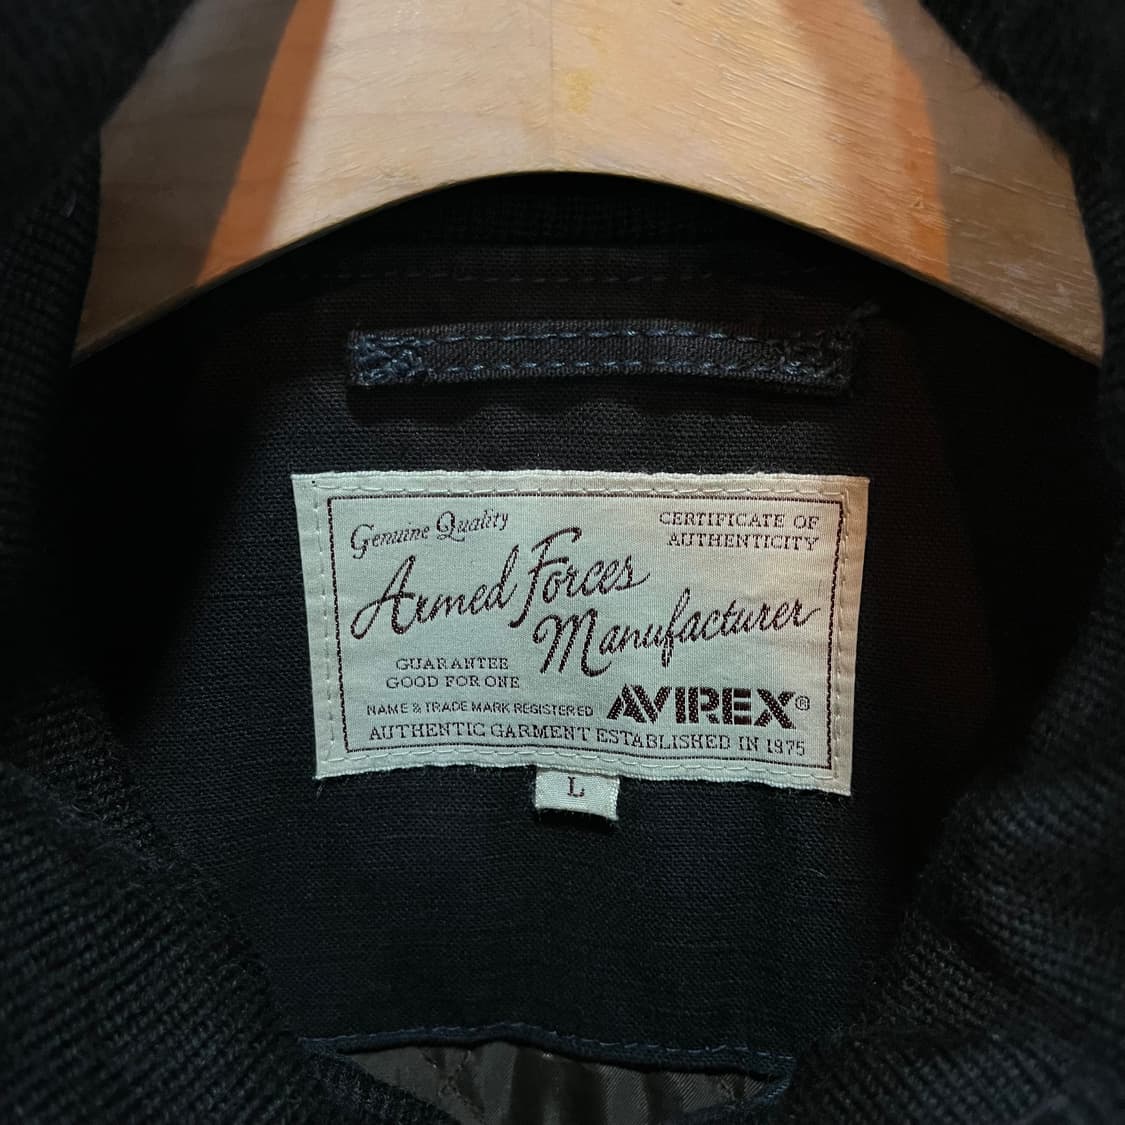 Genuine Quality
CERTIFICATE OF
AUTHENTICITY
Armed Forces
Manufacturer
GUARANTEE
GOOD FOR ONE
NAME & TRADE MARK REGISTERED
AVIREX®
AUTHENTIC GARMENT ESTABLISHED IN 1975
L